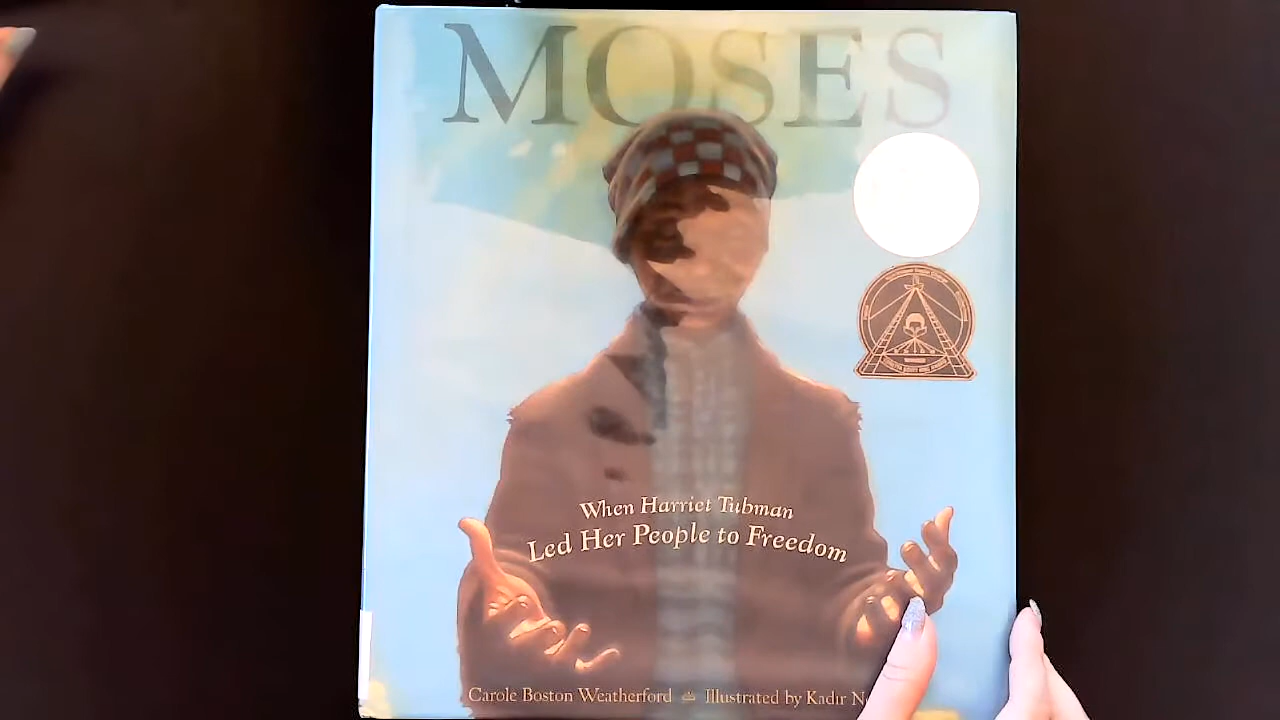 MOSES
When Harriet Tubman
Led Her People to Freedom
Carole Boston Weatherford Illustrated by Kadir